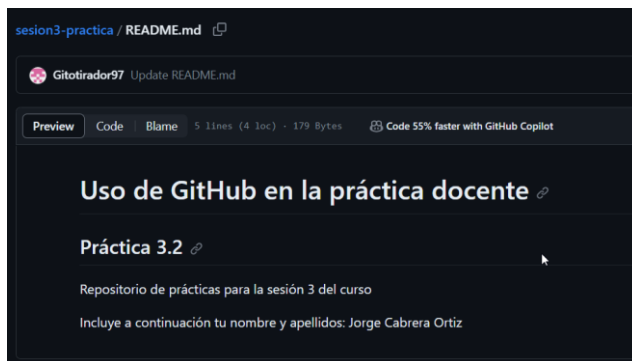 sesion3-practica / README.md
Gitotirador97 Update README.md
Preview Code Blame 5 lines (4 loc) · 179 Bytes Code 55% faster with GitHub Copilot
Uso de GitHub en la práctica docente
Práctica 3.2
Repositorio de prácticas para la sesión 3 del curso
Incluye a continuación tu nombre y apellidos: Jorge Cabrera Ortiz